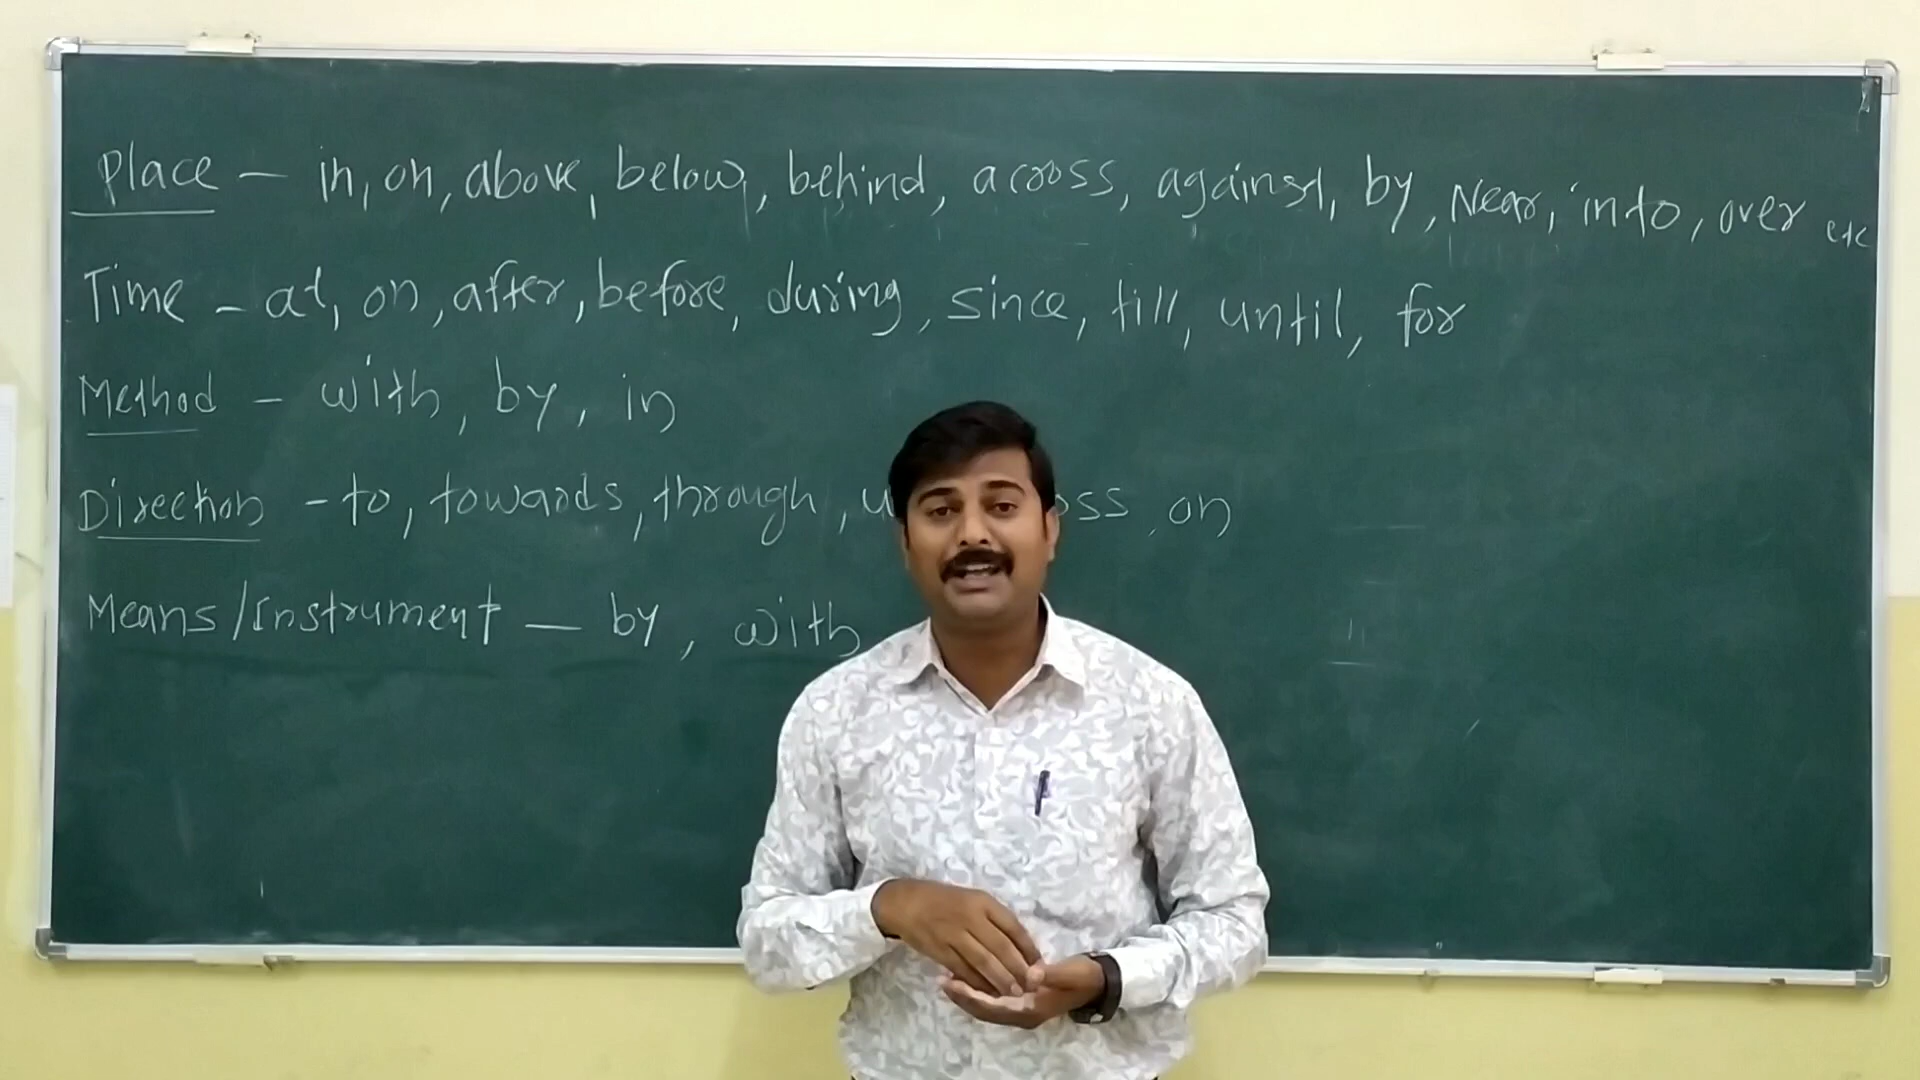 Place - in, on, above, below, behind, across, against, by, Near, into, over etc
Time - at, on, after, before, during, since, till, until, for
Method - with, by, in
Direction - to, towards, through, on
Means/Instrument - by, with